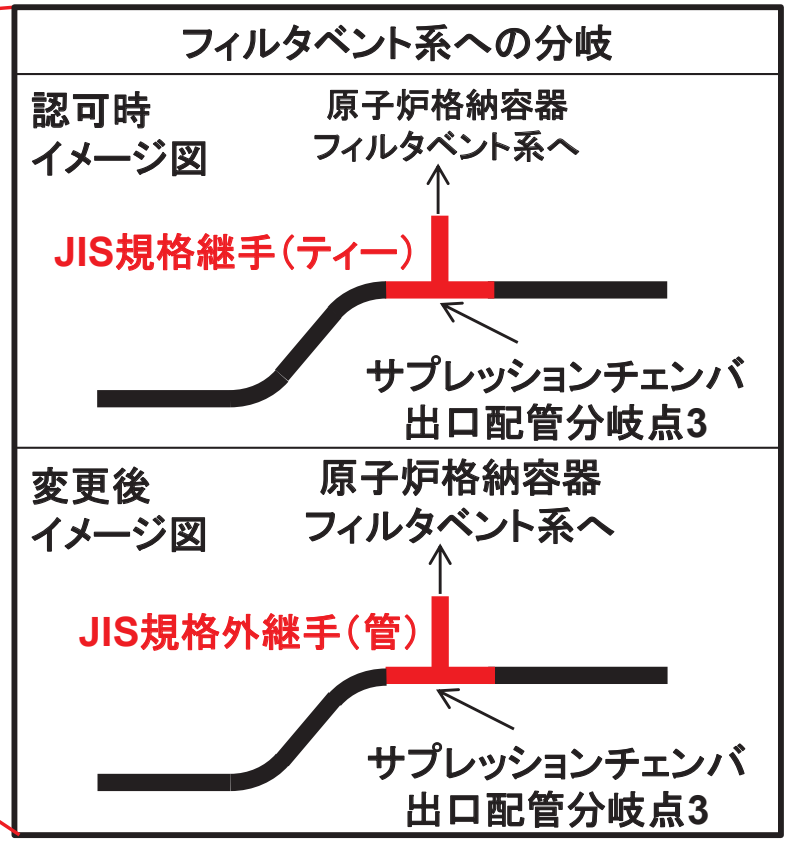 フィルタベント系への分岐
認可時
イメージ図
原子炉格納容器
フィルタベント系へ
JIS規格継手(ティー)
サプレッションチェンバ
出口配管分岐点3
変更後
イメージ図
原子炉格納容器
フィルタベント系へ
JIS規格外継手(管)
サプレッションチェンバ
出口配管分岐点3